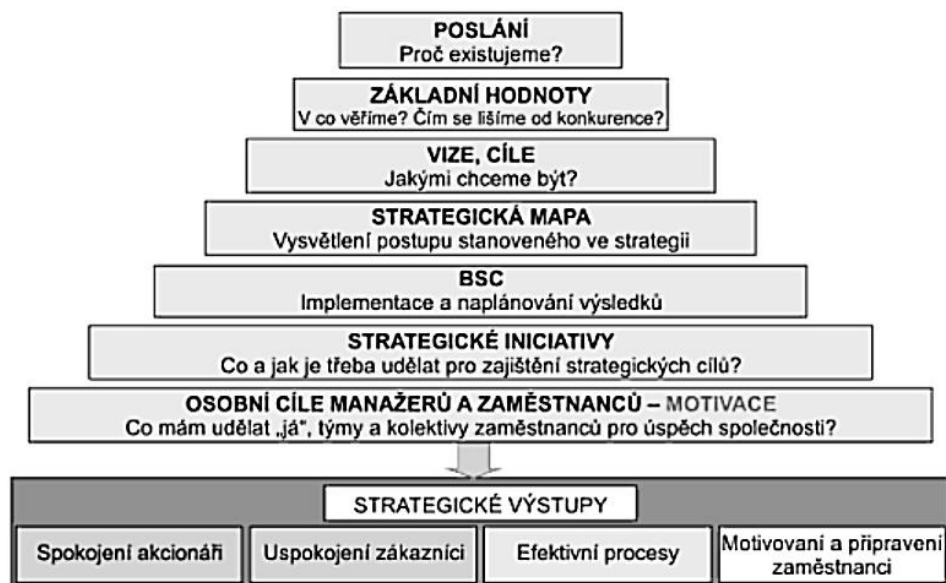 POSLÁNÍ
Proč existujeme?
ZÁKLADNÍ HODNOTY
V co věříme? Čím se lišíme od konkurence?
VIZE, CÍLE
Jakými chceme být?
STRATEGICKÁ MAPA
Vysvětlení postupu stanoveného ve strategii
BSC
Implementace a naplánování výsledků
STRATEGICKÉ INICIATIVY
Co a jak je třeba udělat pro zajištění strategických cílů?
OSOBNÍ CÍLE MANAŽERŮ A ZAMĚSTNANCŮ – MOTIVACE
Co mám udělat „já“, týmy a kolektivy zaměstnanců pro úspěch společnosti?
STRATEGICKÉ VÝSTUPY
Spokojení akcionáři
Uspokojení zákazníci
Efektivní procesy
Motivovaní a připravení
zaměstnanci